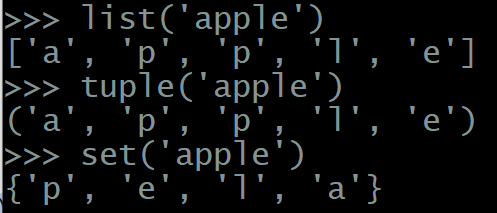 >>> list('apple')
['a', 'p', 'p', 'l', 'e']
>>> tuple('apple')
('a', 'p', 'p', 'l', 'e')
>>> set('apple')
{'p', 'e', 'l', 'a'}